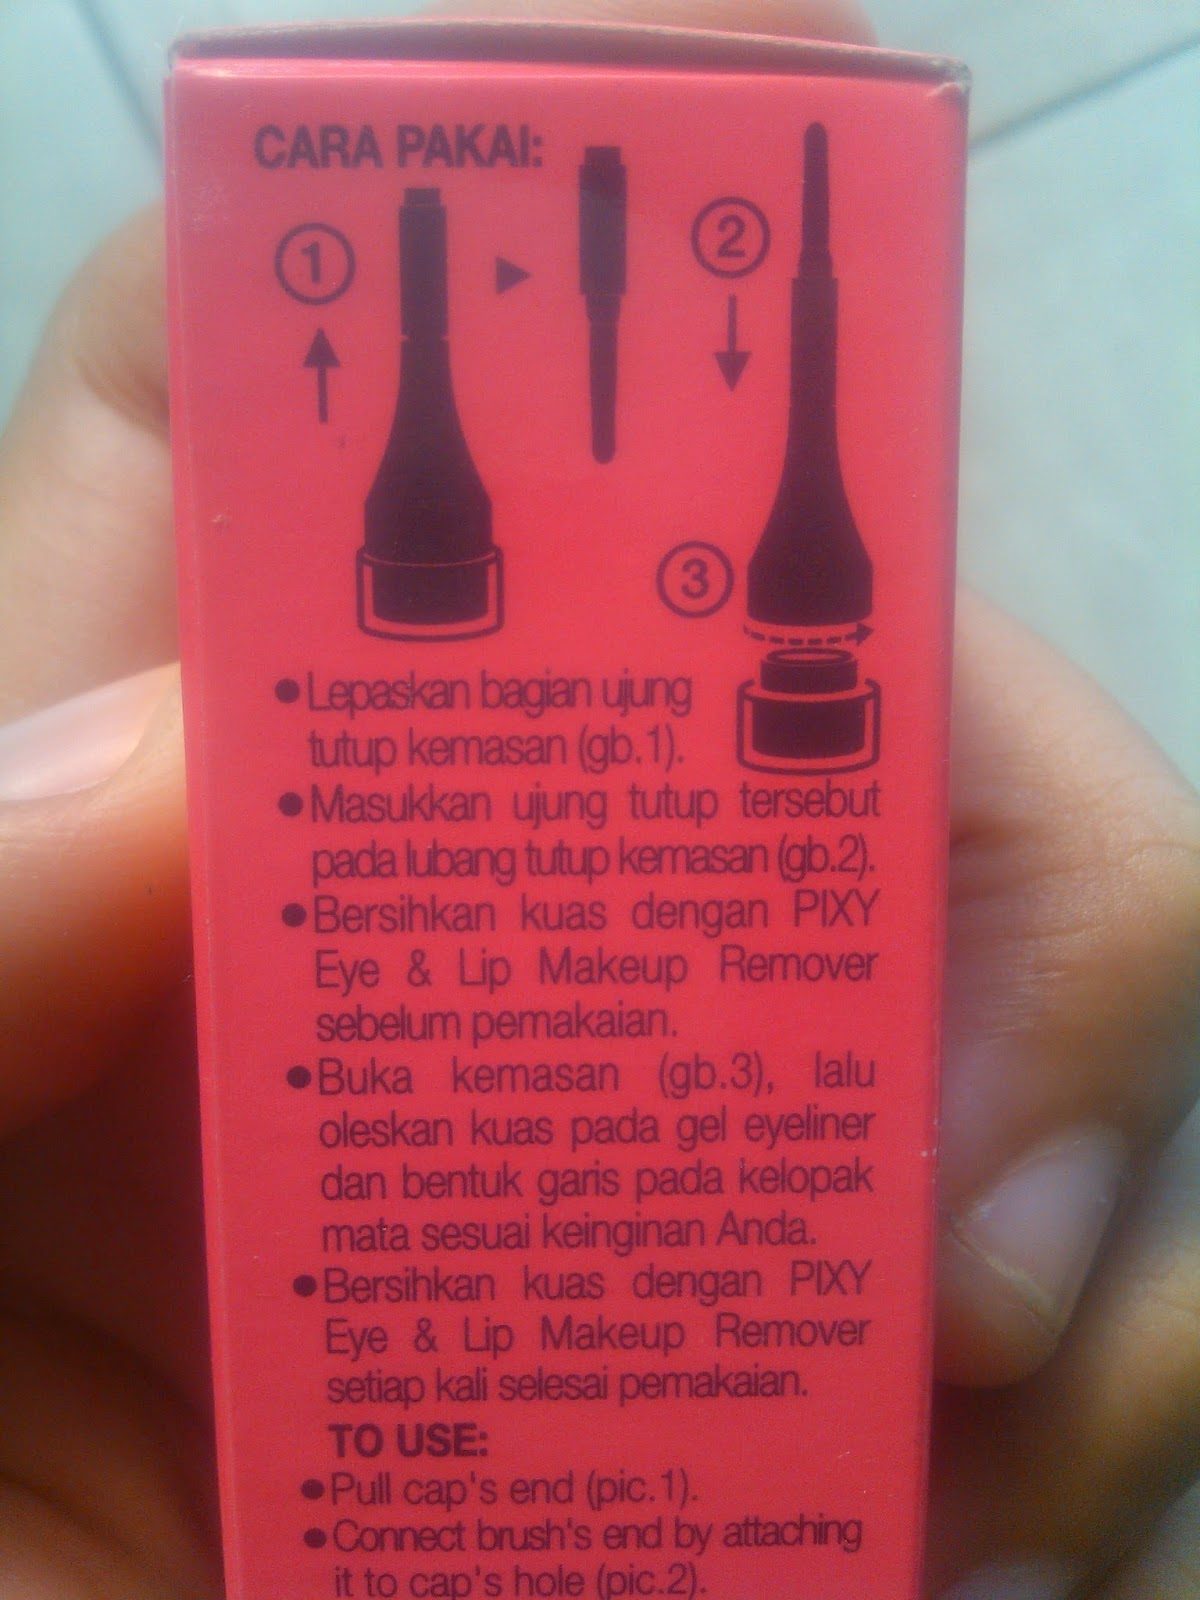 CARA PAKAI:
1
2
3
●Lepaskan bagian ujung
tutup kemasan (gb.1).
●Masukkan ujung tutup tersebut
pada lubang tutup kemasan (gb.2).
●Bersihkan kuas dengan PIXY
Eye & Lip Makeup Remover
sebelum pemakaian.
●Buka kemasan (gb.3), lalu
oleskan kuas pada gel eyeliner
dan bentuk garis pada kelopak
mata sesuai keinginan Anda.
●Bersihkan kuas dengan PIXY
Eye & Lip Makeup Remover
setiap kali selesai pemakaian.
TO USE:
●Pull cap's end (pic.1).
●Connect brush's end by attaching
it to cap's hole (pic.2).